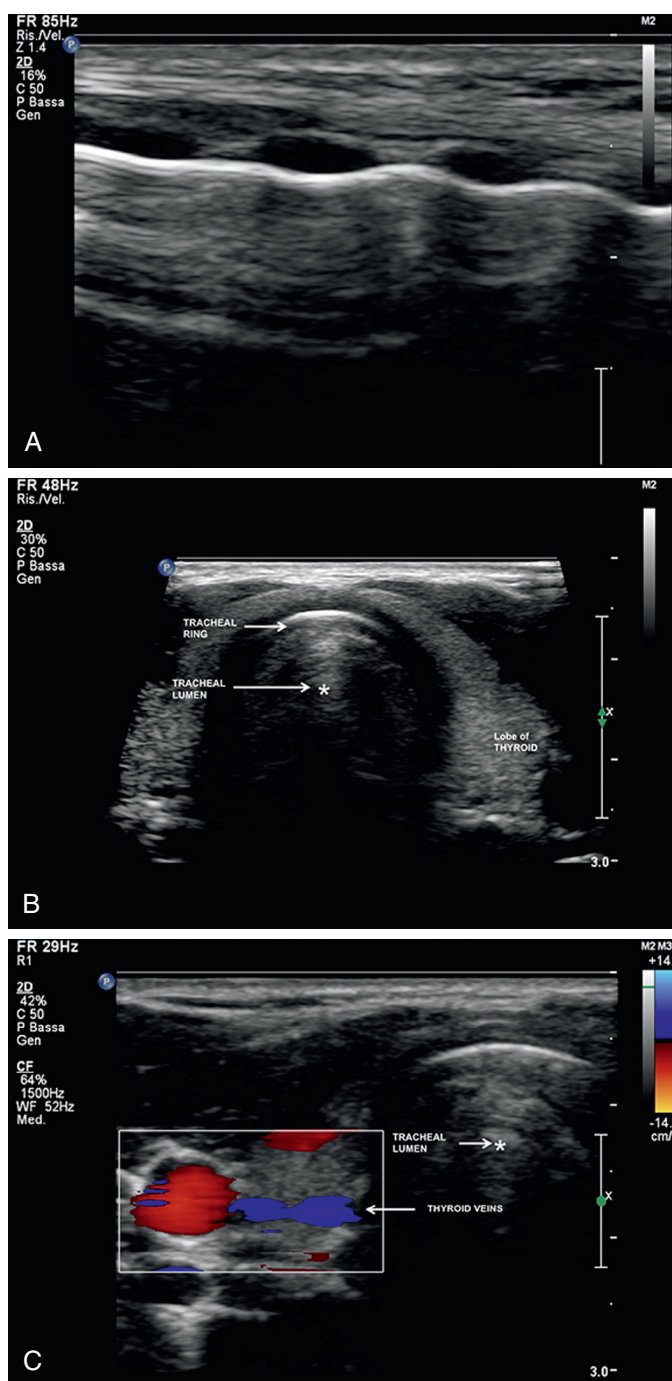 FR 85Hz
Ris./Vel.
Z 1.4
2D
16%
C 50
P Bassa
Gen
M2
P
A
FR 48Hz
Ris./Vel.
2D
30%
C 50
P Bassa
Gen
M2
P
TRACHEAL
RING
TRACHEAL
LUMEN
*
Lobe of
THYROID
X
3.0
B
FR 29Hz
R1
2D
42%
C 50
P Bassa
Gen
CF
64%
1500Hz
WF 52Hz
Med.
M2 M3
+14.
-14.
cm/
P
TRACHEAL
LUMEN
*
X
THYROID VEINS
3.0
C